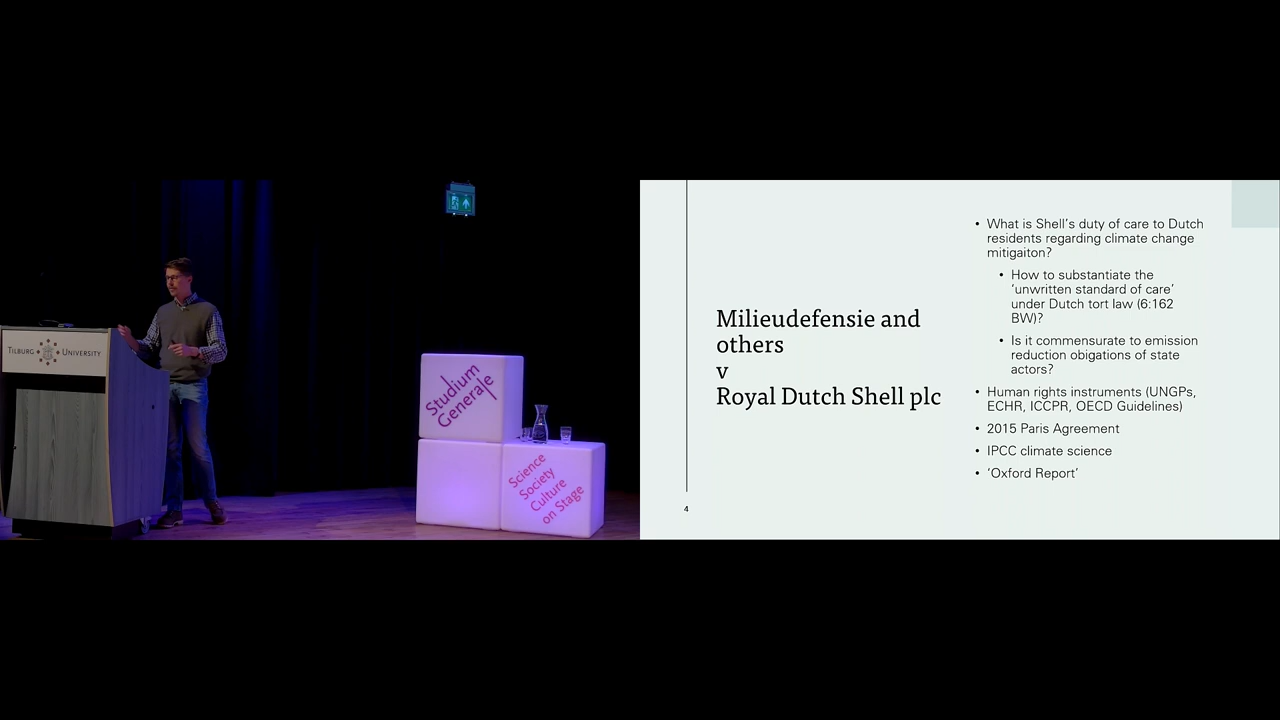 TILBURG UNIVERSITY
Studium
Generale
Science
Society
Culture
on Stage
Milieudefensie and
others
v
Royal Dutch Shell plc
• What is Shell's duty of care to Dutch
residents regarding climate change
mitigaiton?
• How to substantiate the
'unwritten standard of care'
under Dutch tort law (6:162
BW)?
• Is it commensurate to emission
reduction obigations of state
actors?
• Human rights instruments (UNGPs,
ECHR, ICCPR, OECD Guidelines)
• 2015 Paris Agreement
• IPCC climate science
• 'Oxford Report'
4